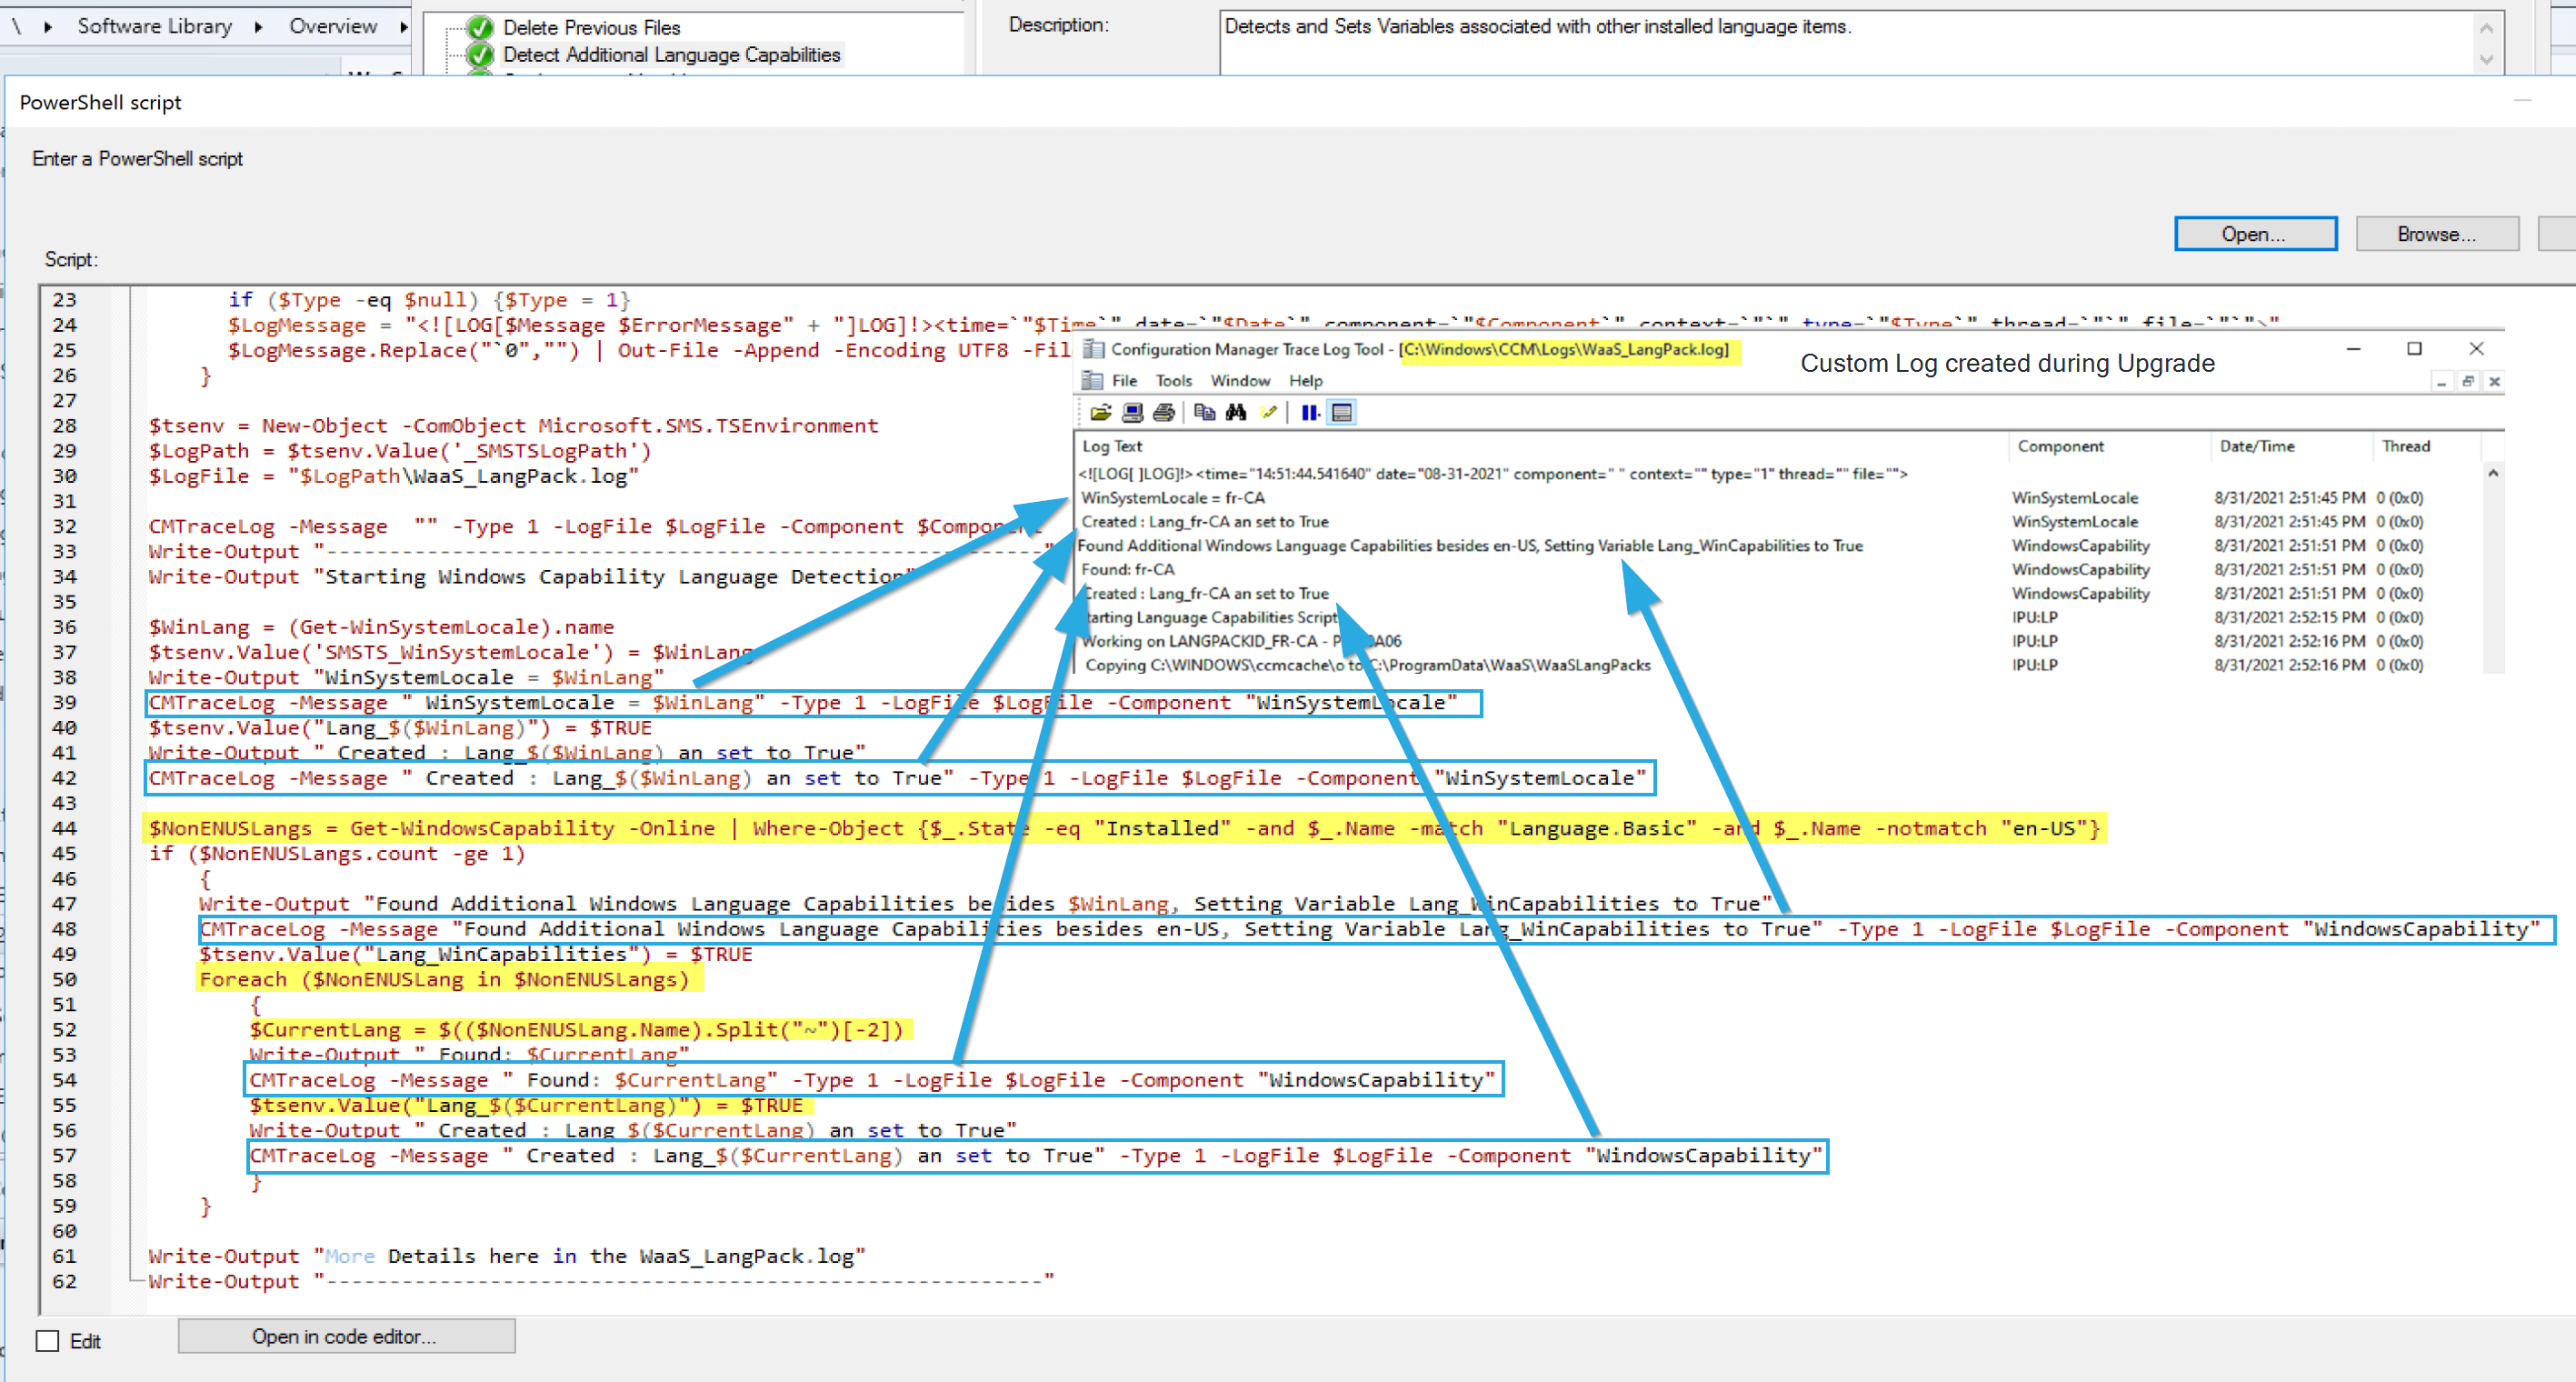 \ Software Library Overview
Delete Previous Files
Detect Additional Language Capabilities
Description:
Detects and Sets Variables associated with other installed language items.
PowerShell script
Enter a PowerShell script
Open...
Browse...
Script:
23 if ($Type -eq $null) {$Type = 1}
24 $LogMessage = "<![LOG[$Message $ErrorMessage" + "]LOG]!><time=`"$Time`" date=`"$Date`" component=`"$Component`" context=`"`" type=`"$Type`" thread=`"`" file=`"`">"
25 $LogMessage.Replace("`0","") | Out-File -Append -Encoding UTF8 -Fil
26 }
27
28 $tsenv = New-Object -ComObject Microsoft.SMS.TSEnvironment
29 $LogPath = $tsenv.Value('_SMSTSLogPath')
30 $LogFile = "$LogPath\WaaS_LangPack.log"
31
32 CMTraceLog -Message "" -Type 1 -LogFile $LogFile -Component $Component
33 Write-Output "---------------------------------------------------------"
34 Write-Output "Starting Windows Capability Language Detection"
35
36 $WinLang = (Get-WinSystemLocale).name
37 $tsenv.Value('SMSTS_WinSystemLocale') = $WinLang
38 Write-Output "WinSystemLocale = $WinLang"
39 CMTraceLog -Message " WinSystemLocale = $WinLang" -Type 1 -LogFile $LogFile -Component "WinSystemLocale"
40 $tsenv.Value("Lang_$($WinLang)") = $TRUE
41 Write-Output " Created : Lang_$($WinLang) an set to True"
42 CMTraceLog -Message " Created : Lang_$($WinLang) an set to True" -Type 1 -LogFile $LogFile -Component "WinSystemLocale"
43
44 $NonENUSLangs = Get-WindowsCapability -Online | Where-Object {$_.State -eq "Installed" -and $_.Name -match "Language.Basic" -and $_.Name -notmatch "en-US"}
45 if ($NonENUSLangs.count -ge 1)
46 {
47 Write-Output "Found Additional Windows Language Capabilities besides $WinLang, Setting Variable Lang_WinCapabilities to True"
48 CMTraceLog -Message "Found Additional Windows Language Capabilities besides en-US, Setting Variable Lang_WinCapabilities to True" -Type 1 -LogFile $LogFile -Component "WindowsCapability"
49 $tsenv.Value("Lang_WinCapabilities") = $TRUE
50 Foreach ($NonENUSLang in $NonENUSLangs)
51 {
52 $CurrentLang = $(($NonENUSLang.Name).Split("~")[-2])
53 Write-Output " Found: $CurrentLang"
54 CMTraceLog -Message " Found: $CurrentLang" -Type 1 -LogFile $LogFile -Component "WindowsCapability"
55 $tsenv.Value("Lang_$($CurrentLang)") = $TRUE
56 Write-Output " Created : Lang_$($CurrentLang) an set to True"
57 CMTraceLog -Message " Created : Lang_$($CurrentLang) an set to True" -Type 1 -LogFile $LogFile -Component "WindowsCapability"
58 }
59 }
60
61 Write-Output "More Details here in the WaaS_LangPack.log"
62 Write-Output "---------------------------------------------------------"
Configuration Manager Trace Log Tool - [C:\Windows\CCM\Logs\WaaS_LangPack.log]
Custom Log created during Upgrade
File Tools Window Help
Log Text Component Date/Time Thread
<![LOG[ ]LOG]!><time="14:51:44.541640" date="08-31-2021" component=" " context="" type="1" thread="" file="">
WinSystemLocale = fr-CA WinSystemLocale 8/31/2021 2:51:45 PM 0 (0x0)
Created : Lang_fr-CA an set to True WinSystemLocale 8/31/2021 2:51:45 PM 0 (0x0)
Found Additional Windows Language Capabilities besides en-US, Setting Variable Lang_WinCapabilities to True WindowsCapability 8/31/2021 2:51:51 PM 0 (0x0)
Found: fr-CA WindowsCapability 8/31/2021 2:51:51 PM 0 (0x0)
Created : Lang_fr-CA an set to True WindowsCapability 8/31/2021 2:51:51 PM 0 (0x0)
tarting Language Capabilities Script IPU:LP 8/31/2021 2:52:15 PM 0 (0x0)
Working on LANGPACKID_FR-CA - P A06 IPU:LP 8/31/2021 2:52:16 PM 0 (0x0)
Copying C:\WINDOWS\ccmcache\o to C:\ProgramData\WaaS\WaaSLangPacks IPU:LP 8/31/2021 2:52:16 PM 0 (0x0)
Edit
Open in code editor...